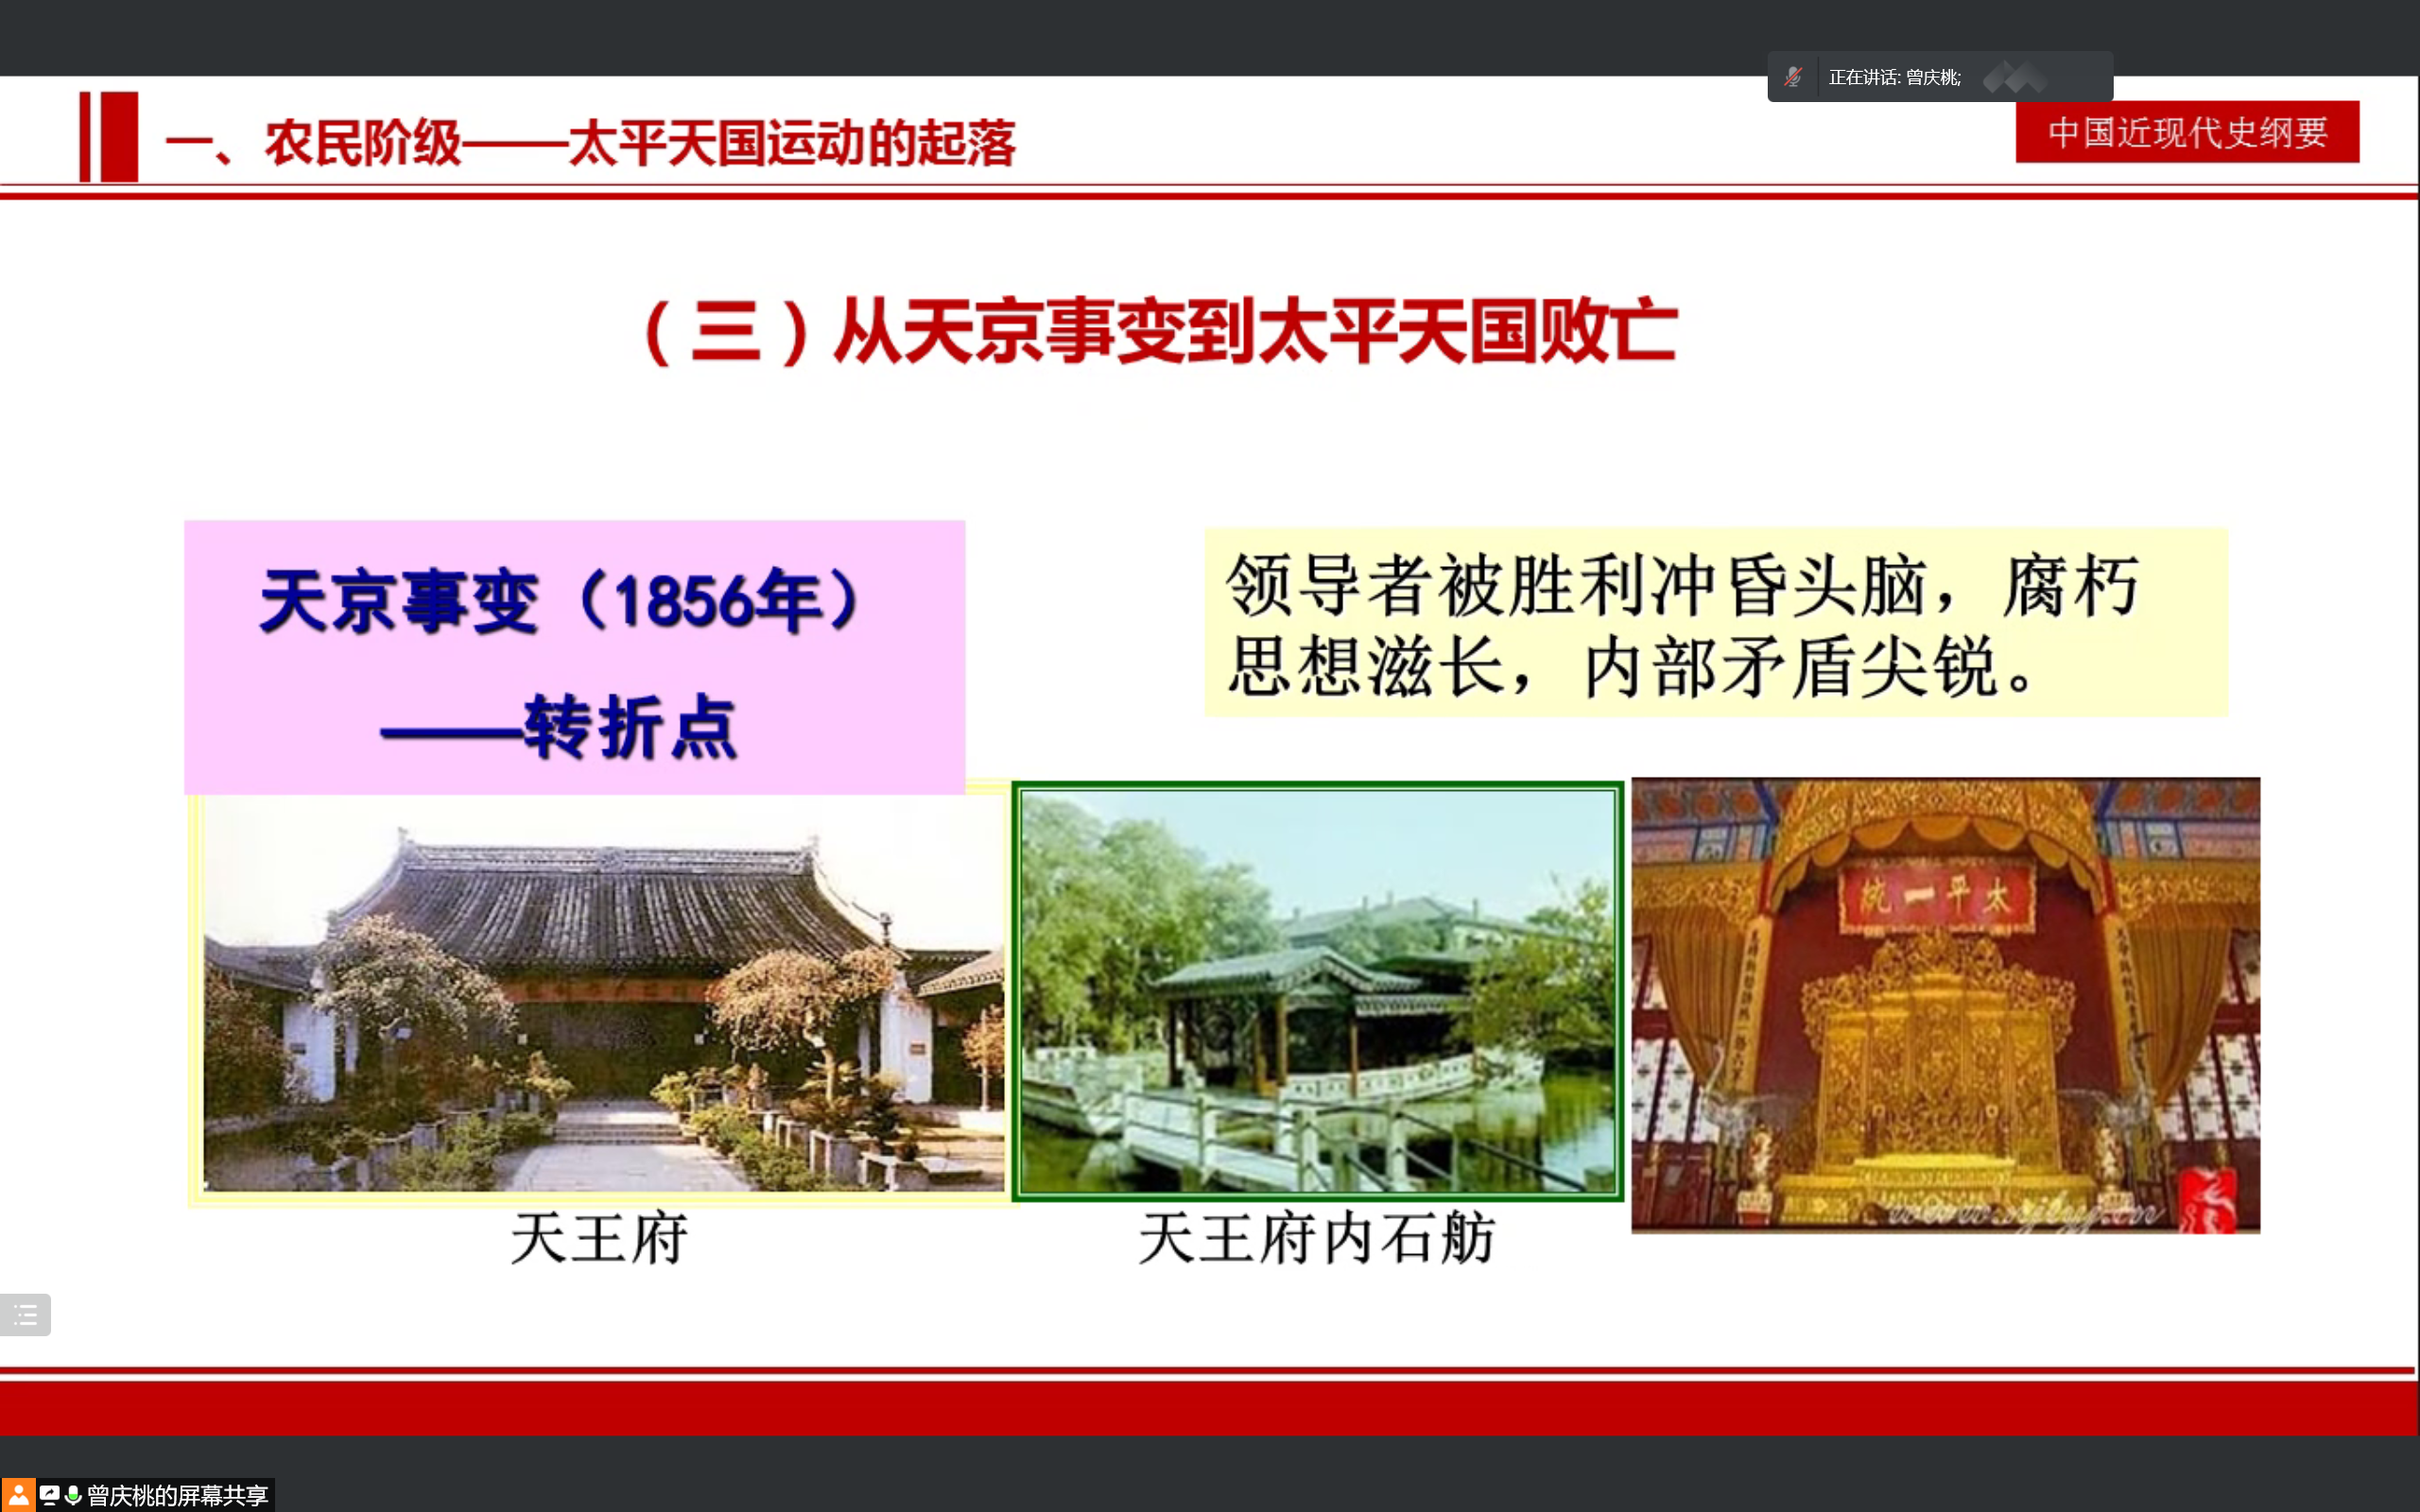 正在讲话: 曾庆桃;
一、农民阶级——太平天国运动的起落
中国近现代史纲要
（三）从天京事变到太平天国败亡
天京事变（1856年）
——转折点
领导者被胜利冲昏头脑，腐朽
思想滋长，内部矛盾尖锐。
統一平太
天王府
天王府内石舫
曾庆桃的屏幕共享